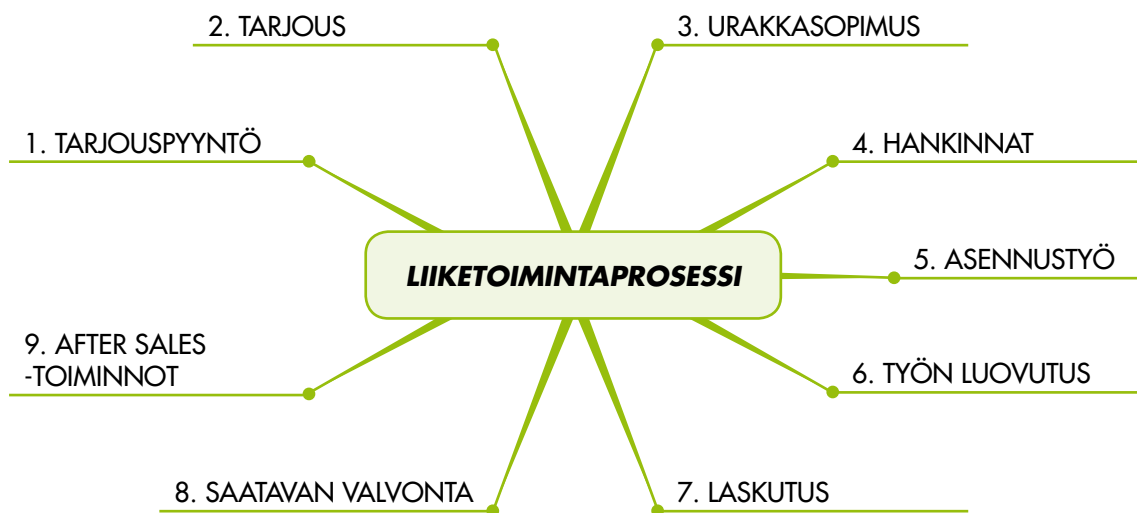 2. TARJOUS
3. URAKKASOPIMUS
1. TARJOUSPYYNTÖ
4. HANKINNAT
LIIKETOIMINTAPROSESSI
5. ASENNUSTYÖ
9. AFTER SALES
-TOIMINNOT
6. TYÖN LUOVUTUS
8. SAATAVAN VALVONTA
7. LASKUTUS